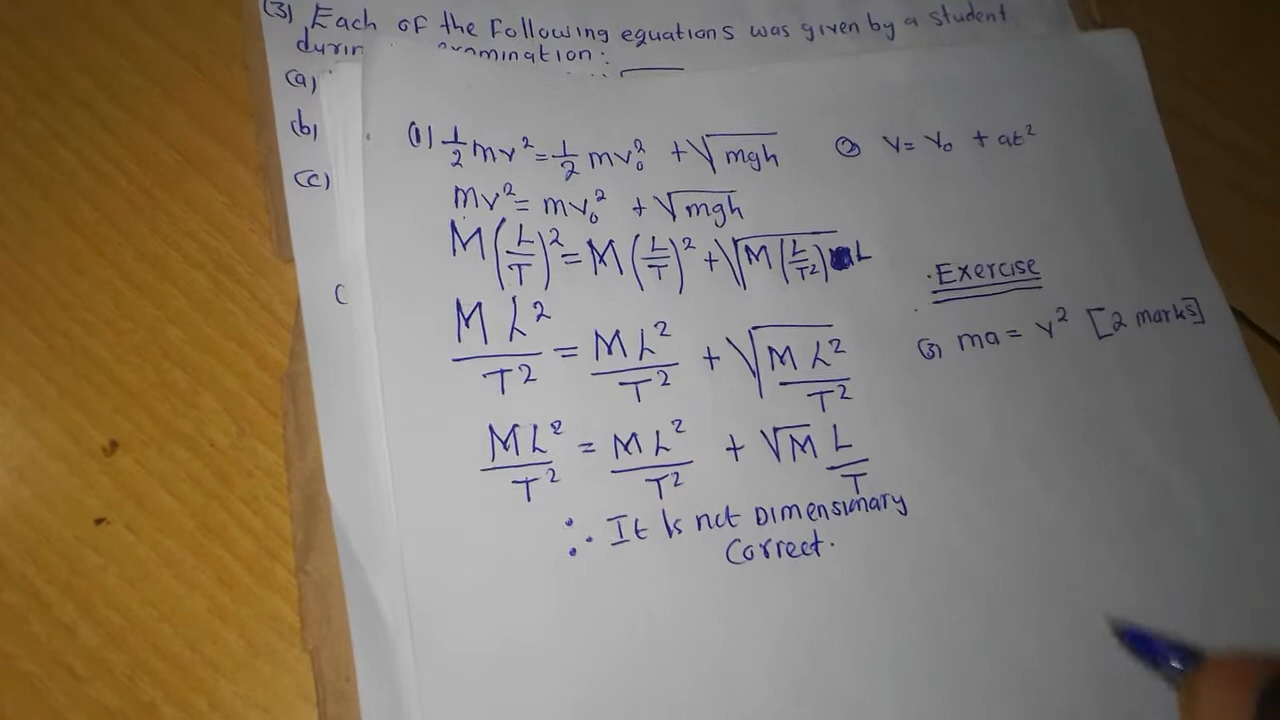 (3) Each of the following equations was given by a student
during examination:
(a)
(b)
(c)
(1) 1/2 mv² = 1/2 mv₀² + √mgh
(2) v = v₀ + at²
mv² = mv₀² + √mgh
M(L/T)² = M(L/T)² + √M(L/T²) L
ML²/T² = ML²/T² + √ML²/T²
ML²/T² = ML²/T² + √M L/T
∴ It is not Dimensionary
Correct.
Exercise
(3) ma = v² [2 marks]